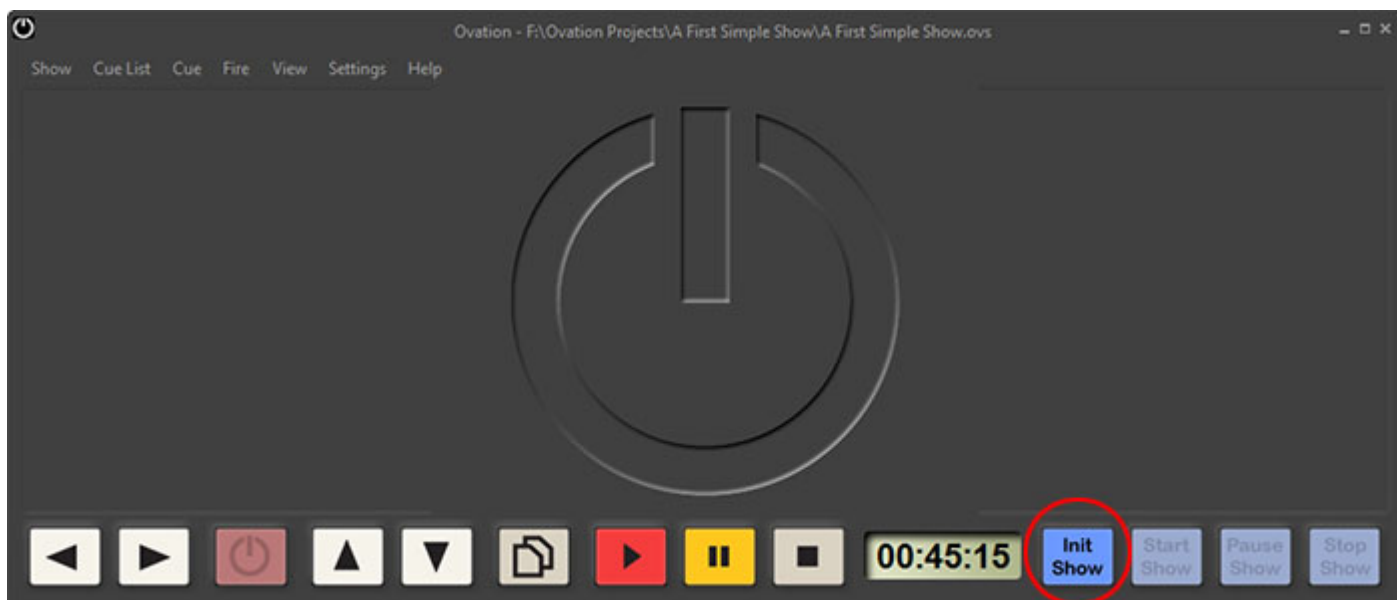 Ovation - F:\Ovation Projects\A First Simple Show\A First Simple Show.ovs
Show Cue List Cue Fire View Settings Help
00:45:15
Init
Show
Start
Show
Pause
Show
Stop
Show